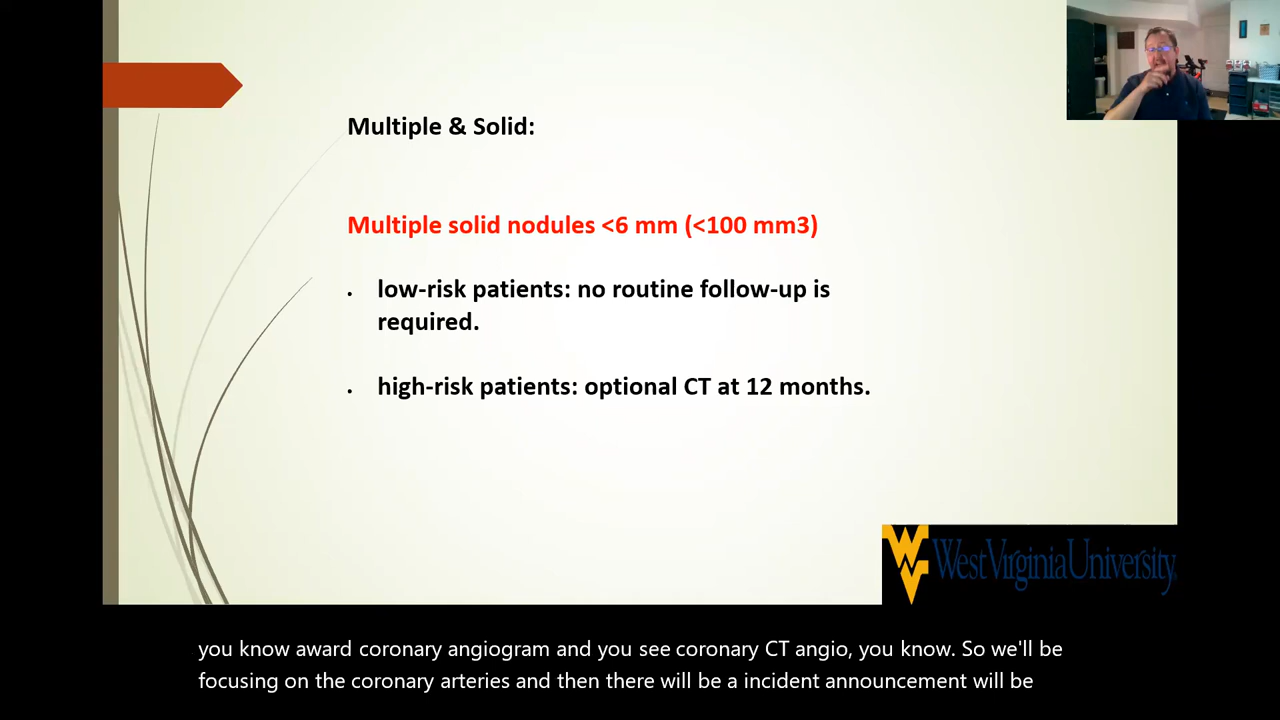 Multiple & Solid:
Multiple solid nodules <6 mm (<100 mm3)
• low-risk patients: no routine follow-up is
required.
• high-risk patients: optional CT at 12 months.
West Virginia University
you know award coronary angiogram and you see coronary CT angio, you know. So we'll be
focusing on the coronary arteries and then there will be a incident announcement will be